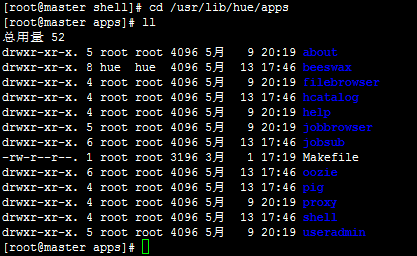 [root@master shell]# cd /usr/lib/hue/apps
[root@master apps]# ll
总用量 52
drwxr-xr-x. 5 root root 4096 5月   9 20:19 about
drwxr-xr-x. 8 hue  hue  4096 5月  13 17:46 beeswax
drwxr-xr-x. 4 root root 4096 5月  13 17:46 filebrowser
drwxr-xr-x. 4 root root 4096 5月  13 17:46 hcatalog
drwxr-xr-x. 4 root root 4096 5月   9 20:19 help
drwxr-xr-x. 5 root root 4096 5月   9 20:19 jobbrowser
drwxr-xr-x. 6 root root 4096 5月  13 17:46 jobsub
-rw-r--r--. 1 root root 3196 3月   1 17:19 Makefile
drwxr-xr-x. 6 root root 4096 5月  13 17:46 oozie
drwxr-xr-x. 4 root root 4096 5月  13 17:46 pig
drwxr-xr-x. 4 root root 4096 5月   9 20:19 proxy
drwxr-xr-x. 4 root root 4096 5月  13 17:46 shell
drwxr-xr-x. 5 root root 4096 5月   9 20:19 useradmin
[root@master apps]#